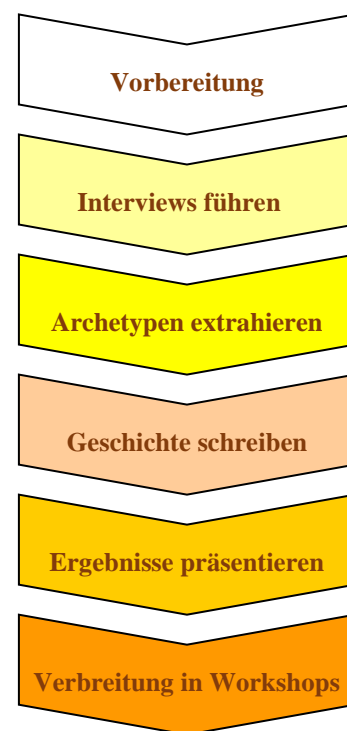 Vorbereitung
Interviews führen
Archetypen extrahieren
Geschichte schreiben
Ergebnisse präsentieren
Verbreitung in Workshops